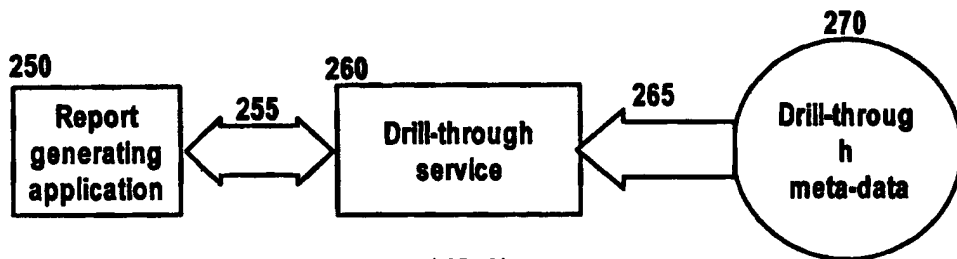 250
Report
generating
application
255
260
Drill-through
service
265
270
Drill-throug
h
meta-data